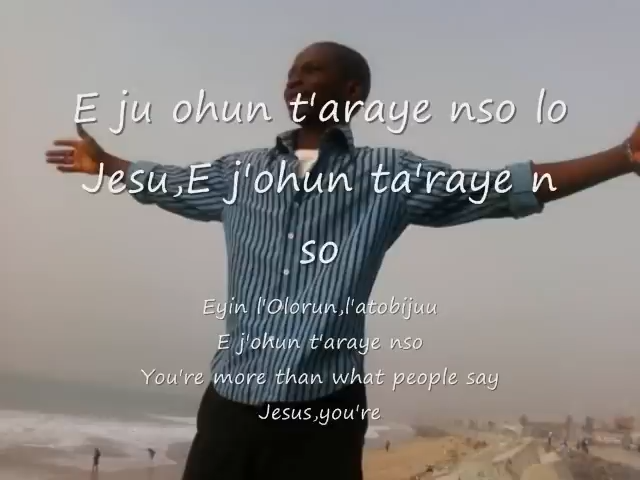 E ju ohun t'araye nso lo
Jesu,E j'ohun ta'raye n
so
Eyin l'Olorun,l'atobijuu
E j'ohun t'araye nso
You're more than what people say
Jesus,you're